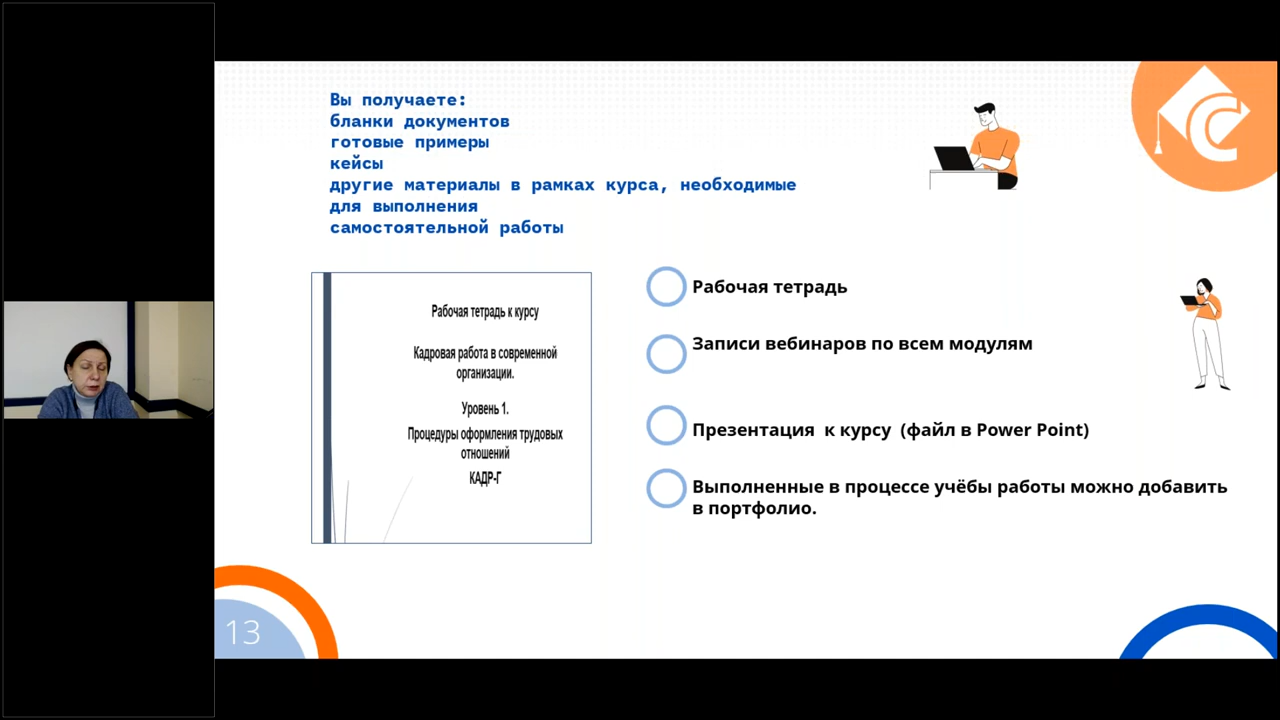 Вы получаете:
бланки документов
готовые примеры
кейсы
другие материалы в рамках курса, необходимые
для выполнения
самостоятельной работы
Рабочая тетрадь к курсу
Кадровая работа в современной
организации.
Уровень 1.
Процедуры оформления трудовых
отношений
КАДР-Г
Рабочая тетрадь
Записи вебинаров по всем модулям
Презентация к курсу (файл в Power Point)
Выполненные в процессе учёбы работы можно добавить
в портфолио.
13